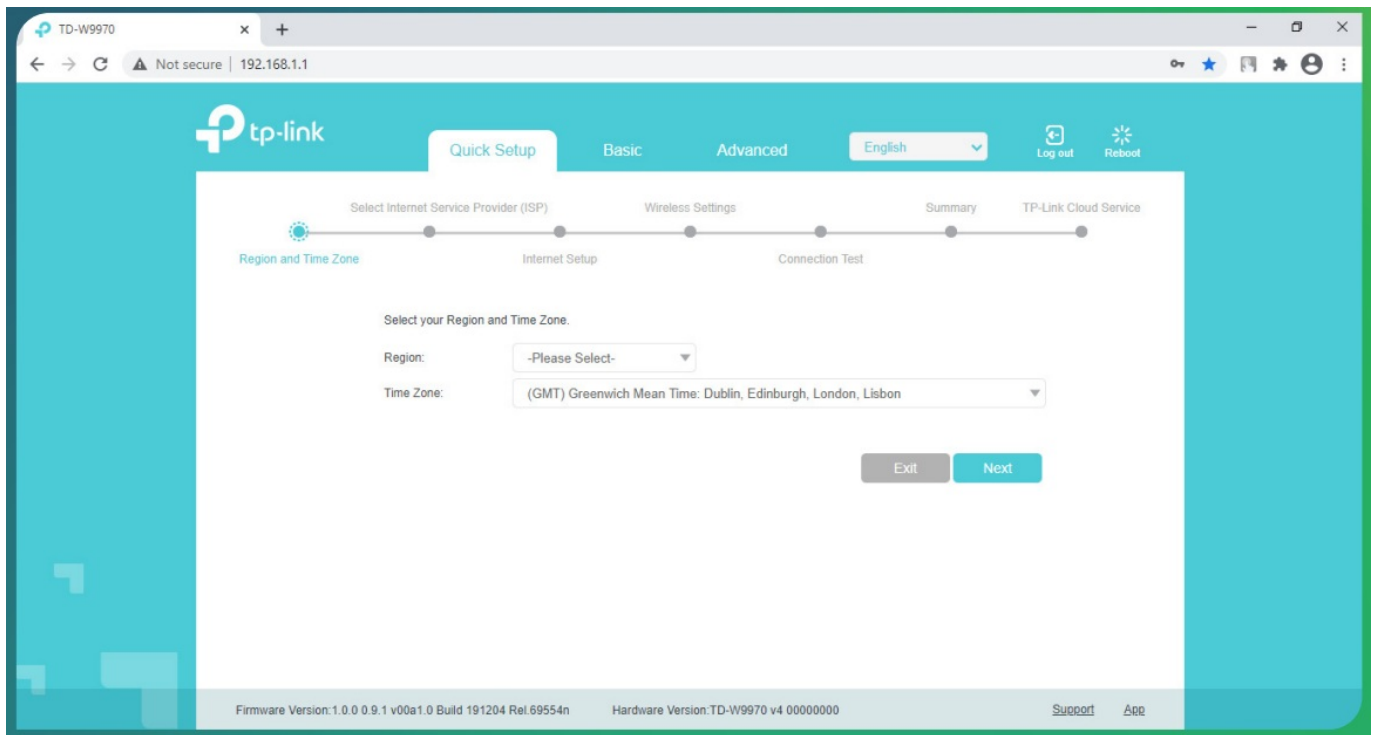 TD-W9970
Not secure | 192.168.1.1
tp-link
Quick Setup Basic Advanced English Log out Reboot
Select Internet Service Provider (ISP) Wireless Settings Summary TP-Link Cloud Service
Region and Time Zone Internet Setup Connection Test
Select your Region and Time Zone.
Region: -Please Select-
Time Zone: (GMT) Greenwich Mean Time: Dublin, Edinburgh, London, Lisbon
Exit Next
Firmware Version:1.0.0 0.9.1 v00a1.0 Build 191204 Rel.69554n Hardware Version:TD-W9970 v4 00000000 Support App